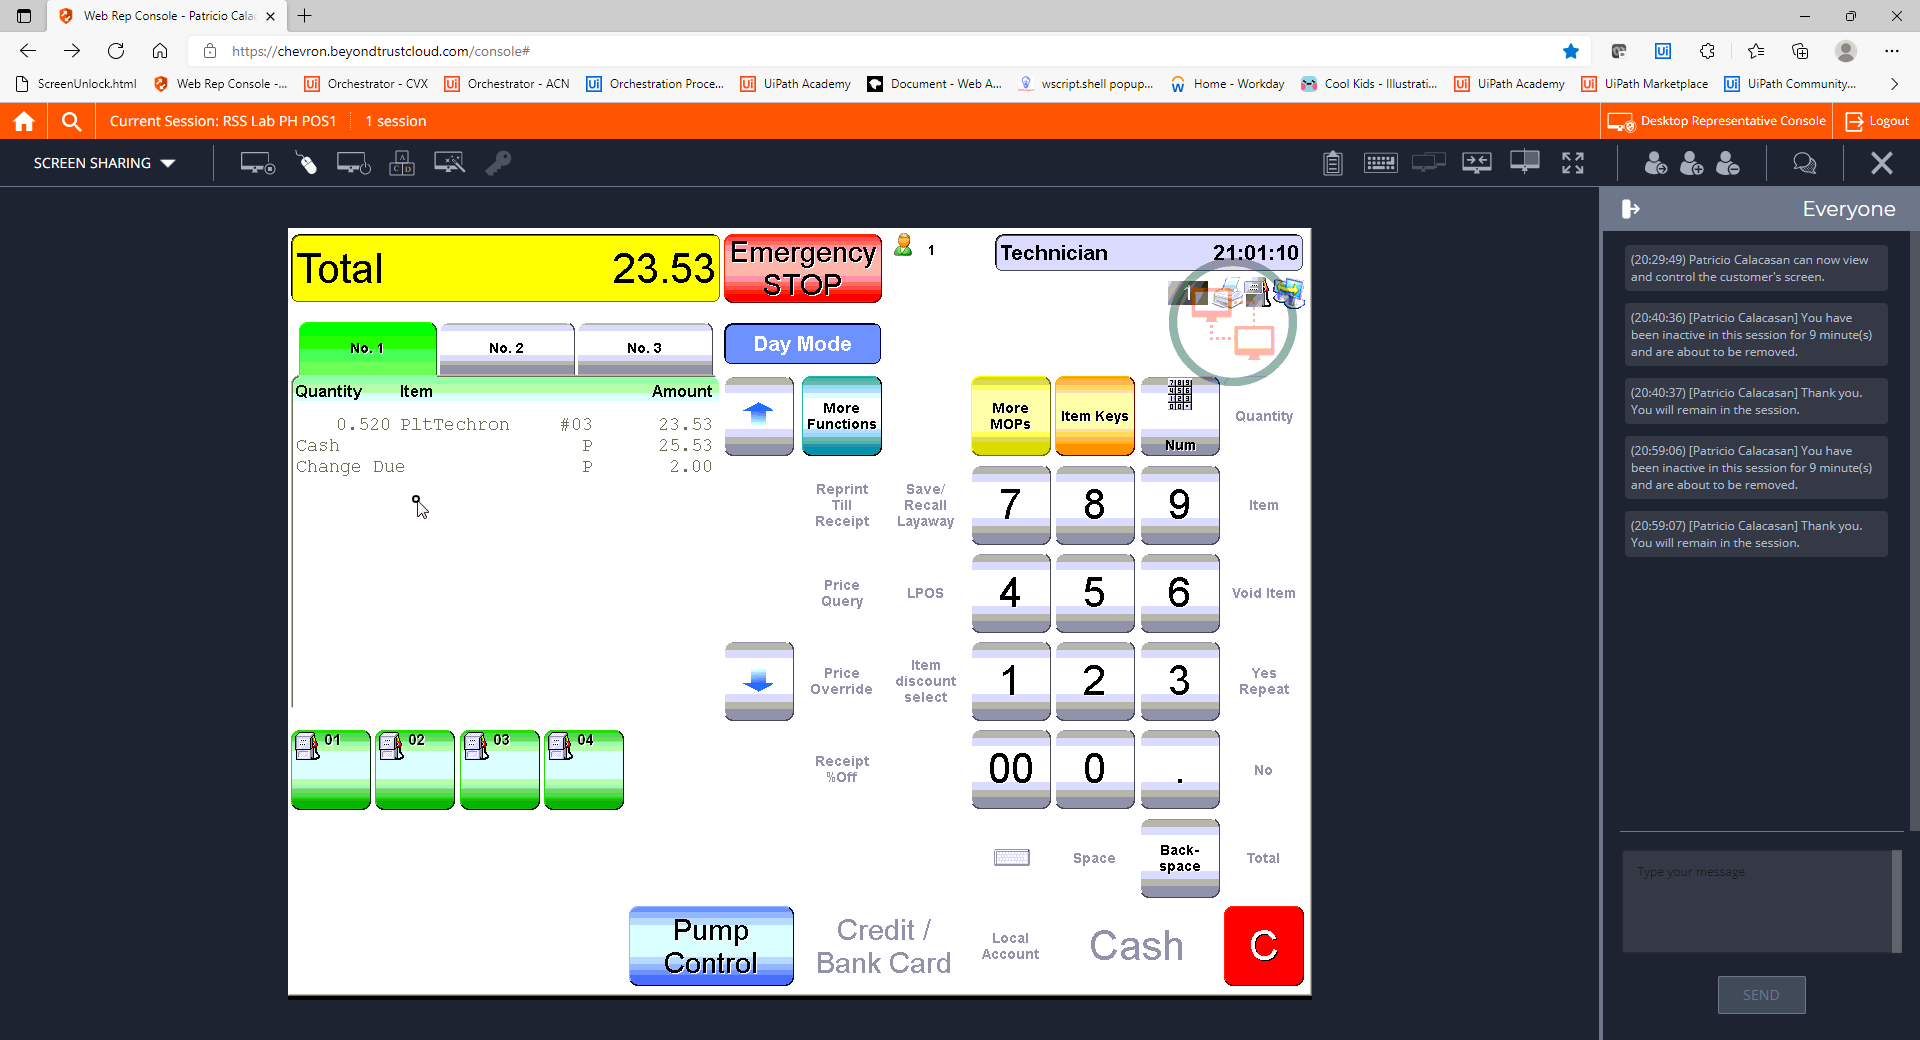 Web Rep Console - Patricio Cala
https://chevron.beyondtrustcloud.com/console#
ScreenUnlock.html
Web Rep Console -...
Orchestrator - CVX
Orchestrator - ACN
Orchestration Proce...
UiPath Academy
Document - Web A...
wscript.shell popup...
Home - Workday
Cool Kids - Illustrati...
UiPath Academy
UiPath Marketplace
UiPath Community...
Current Session: RSS Lab PH POS1
1 session
Desktop Representative Console
Logout
SCREEN SHARING
Everyone
Total 23.53
Emergency
STOP
1
Technician 21:01:10
1
No. 1
No. 2
No. 3
Day Mode
Quantity Item Amount
0.520 PltTechron #03 23.53
Cash P 25.53
Change Due P 2.00
More
Functions
More
MOPs
Item Keys
Num
Quantity
Reprint
Till
Receipt
Save/
Recall
Layaway
7
8
9
Item
Price
Query
LPOS
4
5
6
Void Item
Price
Override
Item
discount
select
1
2
3
Yes
Repeat
01
02
03
04
Receipt
%Off
00
0
.
No
Space
Back-
space
Total
Pump
Control
Credit /
Bank Card
Local
Account
Cash
C
(20:29:49) Patricio Calacasan can now view
and control the customer's screen.
(20:40:36) [Patricio Calacasan] You have
been inactive in this session for 9 minute(s)
and are about to be removed.
(20:40:37) [Patricio Calacasan] Thank you.
You will remain in the session.
(20:59:06) [Patricio Calacasan] You have
been inactive in this session for 9 minute(s)
and are about to be removed.
(20:59:07) [Patricio Calacasan] Thank you.
You will remain in the session.
Type your message
SEND